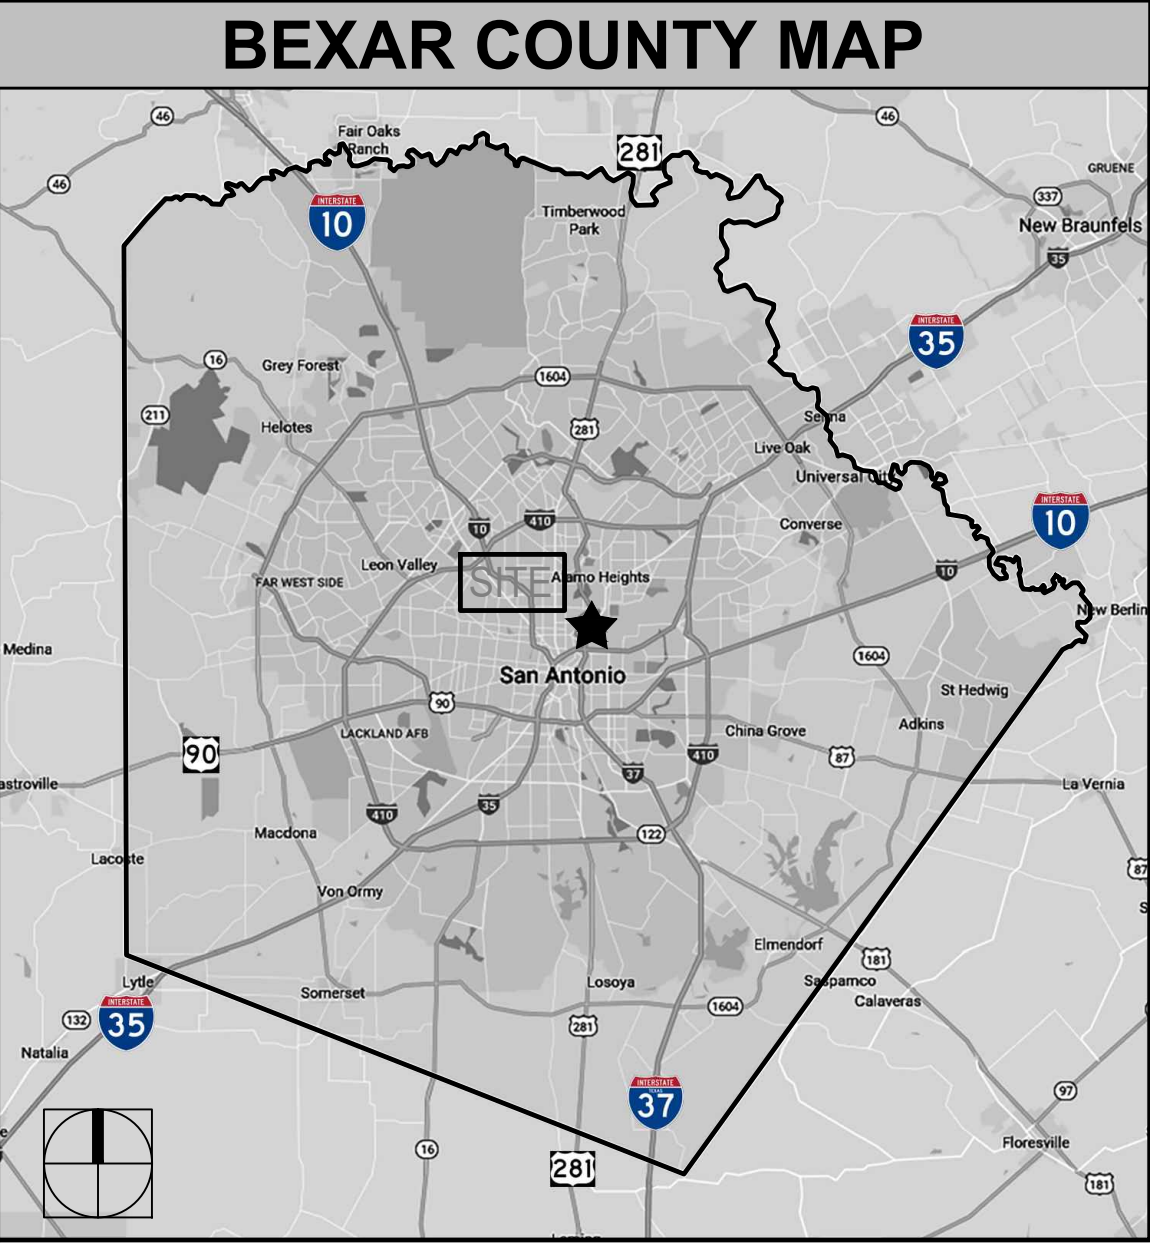 BEXAR COUNTY MAP
46
46
Fair Oaks
Ranch
281
GRUENE
46
337
INTERSTATE
10
Timberwood
Park
New Braunfels
35
INTERSTATE
35
16
Grey Forest
1604
211
Helotes
281
Selma
Live Oak
Universal City
INTERSTATE
10
10
410
Converse
Leon Valley
SITE
Alamo Heights
10
FAR WEST SIDE
New Berlin
Medina
1604
San Antonio
St Hedwig
90
Adkins
LACKLAND AFB
China Grove
90
410
87
37
astroville
La Vernia
35
410
Macdona
122
Lacoste
87
Von Ormy
S
Elmendorf
181
Lytle
Losoya
Saspamco
Somerset
Calaveras
1604
INTERSTATE
35
132
281
Natalia
INTERSTATE
TEXAS
37
97
e
Floresville
16
281
181